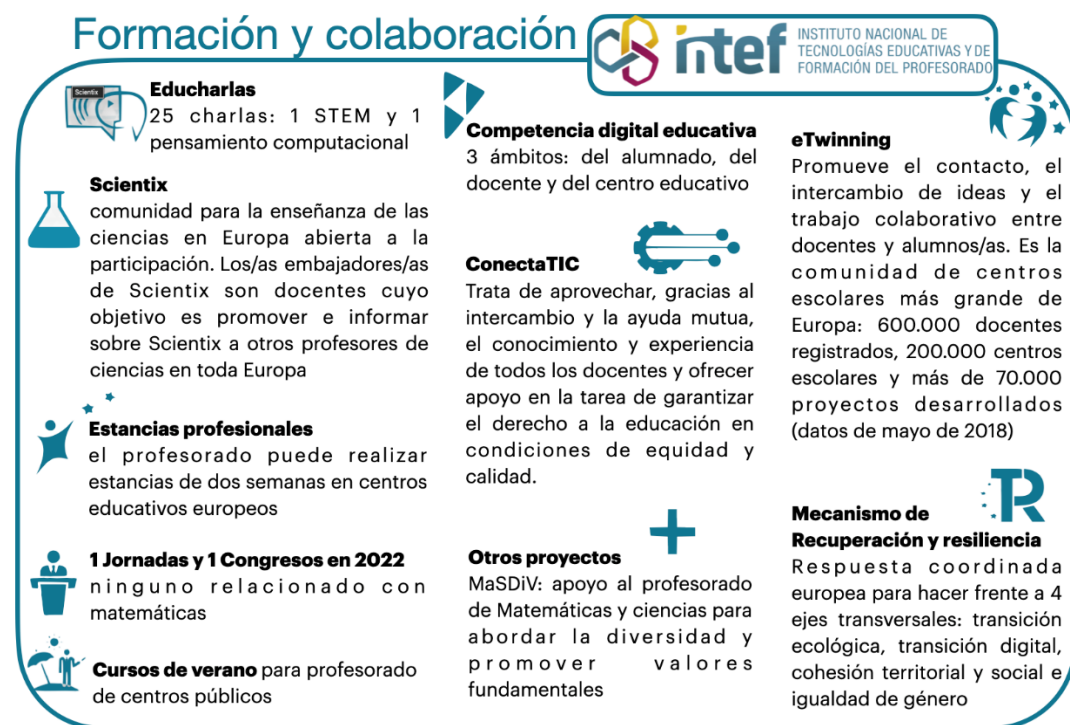 Formación y colaboración
intef
INSTITUTO NACIONAL DE
TECNOLOGÍAS EDUCATIVAS Y DE
FORMACIÓN DEL PROFESORADO
Scientix
Educharlas
25 charlas: 1 STEM y 1
pensamiento computacional
Scientix
comunidad para la enseñanza de las
ciencias en Europa abierta a la
participación. Los/as embajadores/as
de Scientix son docentes cuyo
objetivo es promover e informar
sobre Scientix a otros profesores de
ciencias en toda Europa
Estancias profesionales
el profesorado puede realizar
estancias de dos semanas en centros
educativos europeos
1 Jornadas y 1 Congresos en 2022
ninguno relacionado con
matemáticas
Cursos de verano para profesorado
de centros públicos
Competencia digital educativa
3 ámbitos: del alumnado, del
docente y del centro educativo
ConectaTIC
Trata de aprovechar, gracias al
intercambio y la ayuda mutua,
el conocimiento y experiencia
de todos los docentes y ofrecer
apoyo en la tarea de garantizar
el derecho a la educación en
condiciones de equidad y
calidad.
Otros proyectos
MaSDiV: apoyo al profesorado
de Matemáticas y ciencias para
abordar la diversidad y
promover valores
fundamentales
eTwinning
Promueve el contacto, el
intercambio de ideas y el
trabajo colaborativo entre
docentes y alumnos/as. Es la
comunidad de centros
escolares más grande de
Europa: 600.000 docentes
registrados, 200.000 centros
escolares y más de 70.000
proyectos desarrollados
(datos de mayo de 2018)
TR
Mecanismo de
Recuperación y resiliencia
Respuesta coordinada
europea para hacer frente a 4
ejes transversales: transición
ecológica, transición digital,
cohesión territorial y social e
igualdad de género